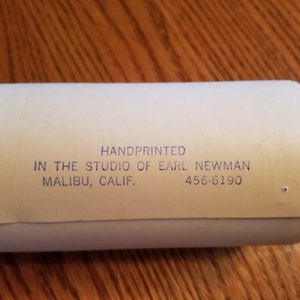 HANDPRINTED
IN THE STUDIO OF EARL NEWMAN
MALIBU, CALIF. 456-6190